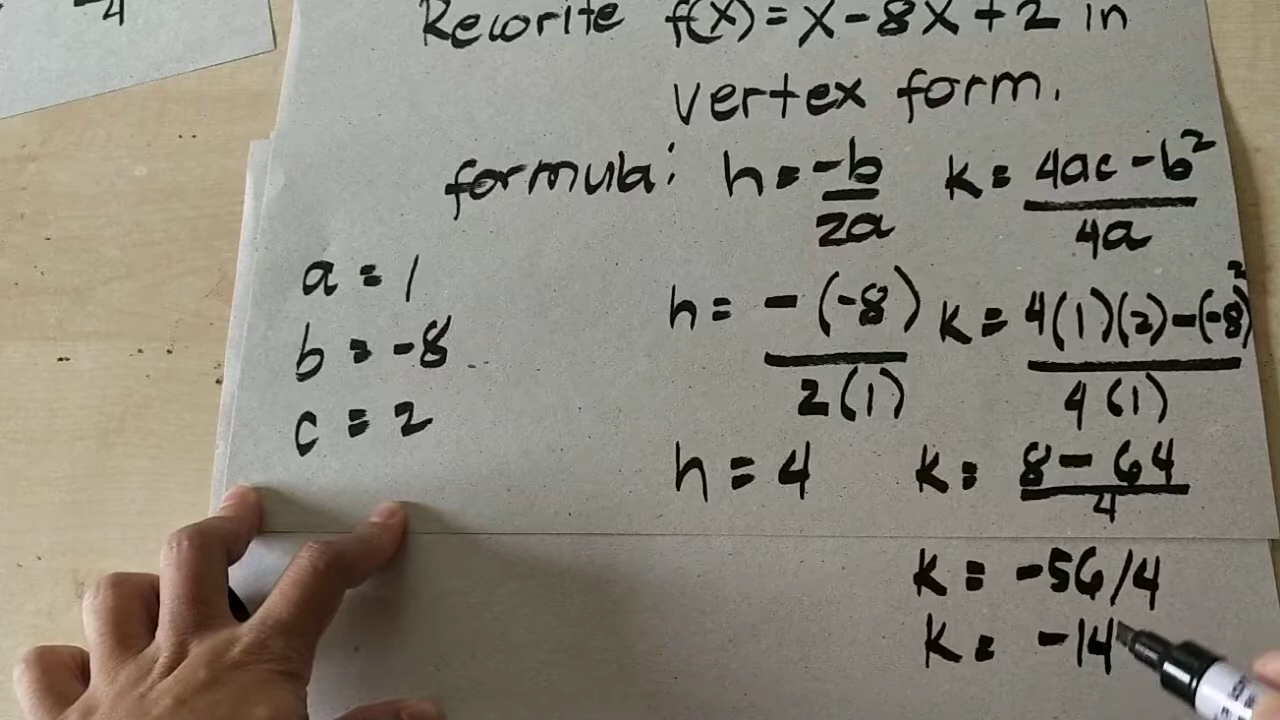 -4
Rewrite f(x) = x - 8x + 2 in
vertex form.
formula: h = -b/2a k = 4ac - b²/4a
a = 1
b = -8
c = 2
h = -(-8)/2(1) k = 4(1)(2) - (-8)²/4(1)
h = 4 k = 8 - 64/4
k = -56/4
k = -14